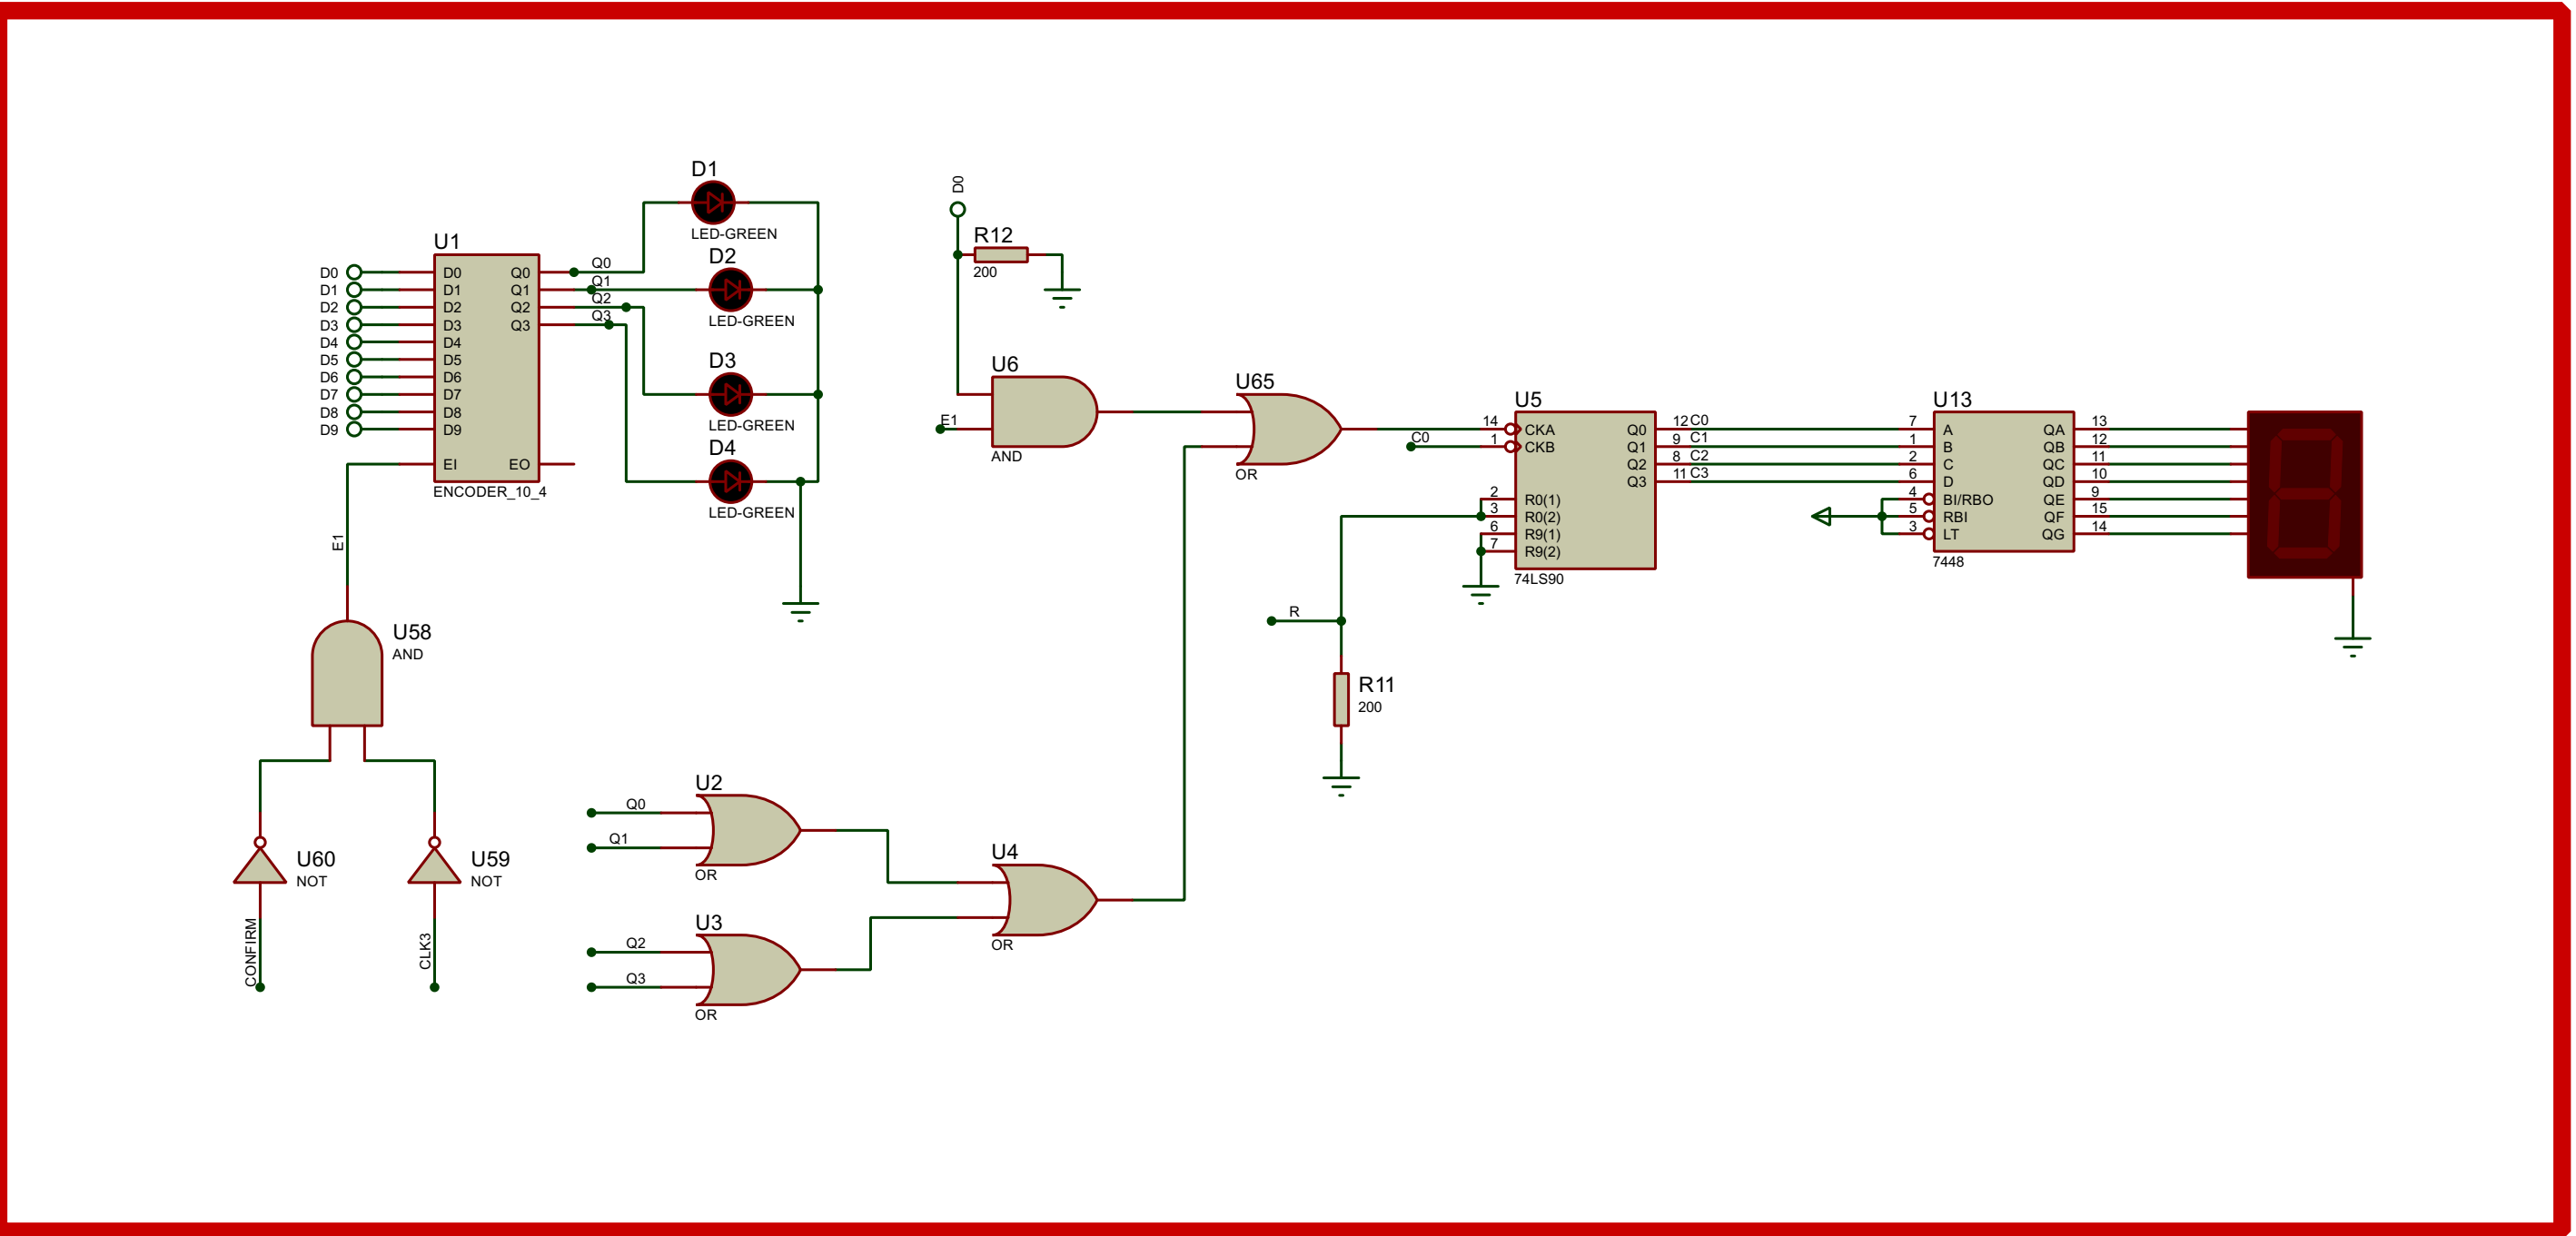 D1
LED-GREEN
D2
LED-GREEN
D3
LED-GREEN
D4
LED-GREEN
U1
D0 D0 Q0 Q0
D1 D1 Q1 Q1
D2 D2 Q2 Q2
D3 D3 Q3 Q3
D4 D4
D5 D5
D6 D6
D7 D7
D8 D8
D9 D9
EI EO
ENCODER_10_4
E1
U58
AND
U60
NOT
U59
NOT
CONFIRM
CLK3
D0
R12
200
U6
E1
AND
U65
OR
U2
Q0
Q1
OR
U3
Q2
Q3
OR
U4
OR
R
R11
200
U5
14 CKA Q0 12 C0
C0 1 CKB Q1 9 C1
Q2 8 C2
Q3 11 C3
2 R0(1)
3 R0(2)
6 R9(1)
7 R9(2)
74LS90
U13
7 A QA 13
1 B QB 12
2 C QC 11
6 D QD 10
4 BI/RBO QE 9
5 RBI QF 15
3 LT QG 14
7448